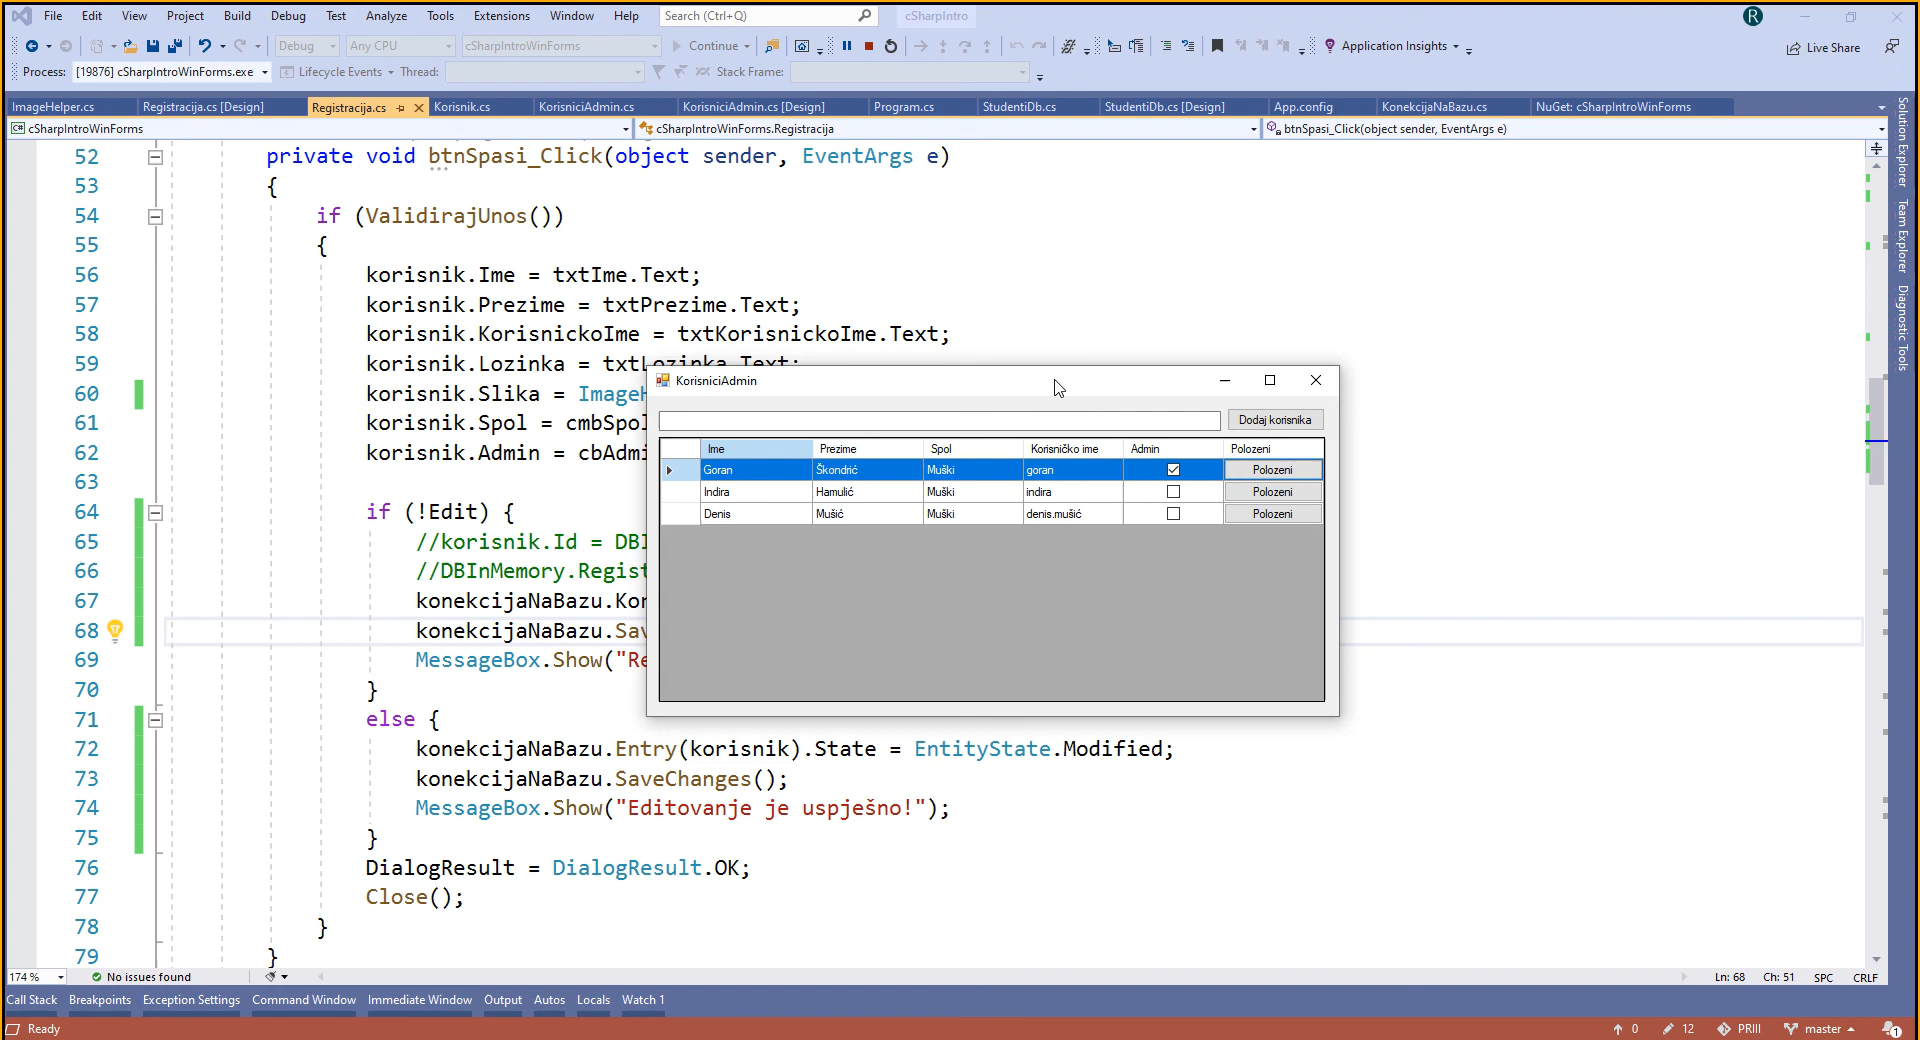 File Edit View Project Build Debug Test Analyze Tools Extensions Window Help Search (Ctrl+Q) cSharpIntro R
Debug Any CPU cSharpIntroWinForms Continue Application Insights Live Share
Process: [19876] cSharpIntroWinForms.exe Lifecycle Events Thread: Stack Frame:
ImageHelper.cs Registracija.cs [Design] Registracija.cs Korisnik.cs KorisniciAdmin.cs KorisniciAdmin.cs [Design] Program.cs StudentiDb.cs StudentiDb.cs [Design] App.config KonekcijaNaBazu.cs NuGet: cSharpIntroWinForms
C# cSharpIntroWinForms cSharpIntroWinForms.Registracija btnSpasi_Click(object sender, EventArgs e)
52 private void btnSpasi_Click(object sender, EventArgs e)
53 {
54 if (ValidirajUnos())
55 {
56 korisnik.Ime = txtIme.Text;
57 korisnik.Prezime = txtPrezime.Text;
58 korisnik.KorisnickoIme = txtKorisnickoIme.Text;
59 korisnik.Lozinka = txtLozinka.Text;
60 korisnik.Slika = ImageH
61 korisnik.Spol = cmbSpol
62 korisnik.Admin = cbAdmi
63
64 if (!Edit) {
65 //korisnik.Id = DBI
66 //DBInMemory.Regist
67 konekcijaNaBazu.Kor
68 konekcijaNaBazu.Sav
69 MessageBox.Show("Re
70 }
71 else {
72 konekcijaNaBazu.Entry(korisnik).State = EntityState.Modified;
73 konekcijaNaBazu.SaveChanges();
74 MessageBox.Show("Editovanje je uspješno!");
75 }
76 DialogResult = DialogResult.OK;
77 Close();
78 }
79 }
KorisniciAdmin
Dodaj korisnika
Ime Prezime Spol Korisničko ime Admin Polozeni
Goran Škondrić Muški goran Polozeni
Indira Hamulić Muški indira Polozeni
Denis Mušić Muški denis.mušić Polozeni
Solution Explorer
Team Explorer
Diagnostic Tools
174 % No issues found Ln: 68 Ch: 51 SPC CRLF
Call Stack Breakpoints Exception Settings Command Window Immediate Window Output Autos Locals Watch 1
Ready 0 12 PRIII master 1